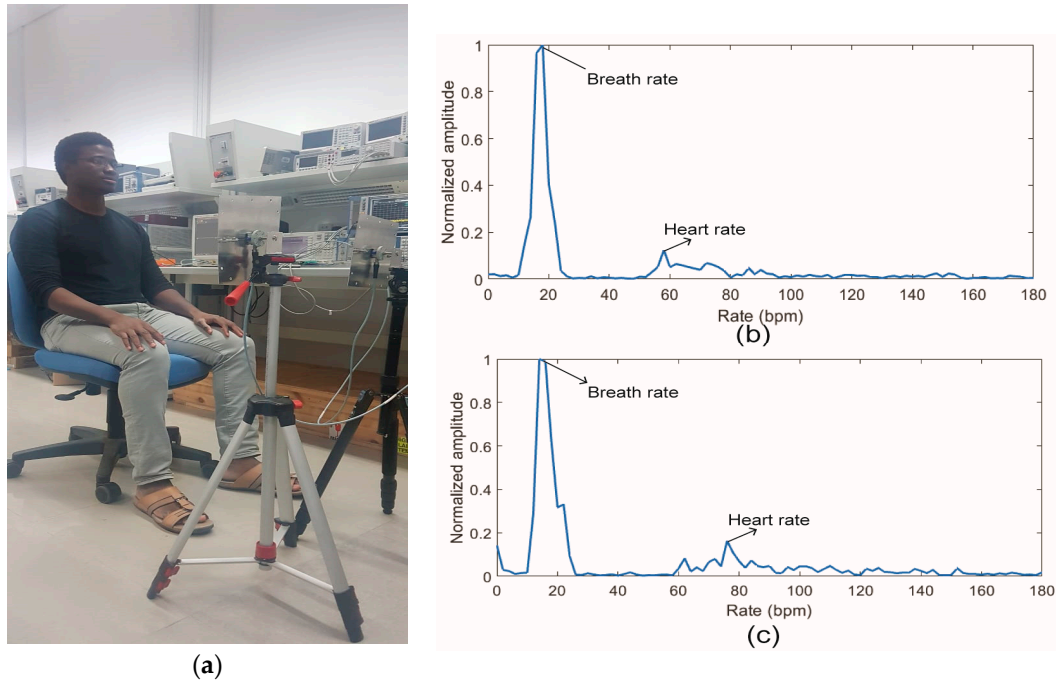 1
0.8
0.6
0.4
0.2
0
Normalized amplitude
Breath rate
Heart rate
0 20 40 60 80 100 120 140 160 180
Rate (bpm)
(b)
1
0.8
0.6
0.4
0.2
0
Normalized amplitude
Breath rate
Heart rate
0 20 40 60 80 100 120 140 160 180
Rate (bpm)
(c)
(a)